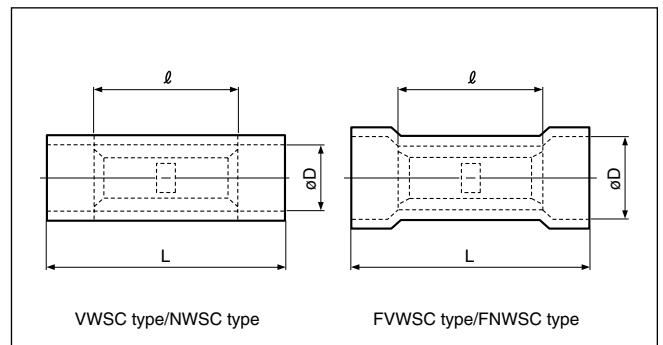 ℓ
ℓ
øD
øD
L
L
VWSC type/NWSC type
FVWSC type/FNWSC type